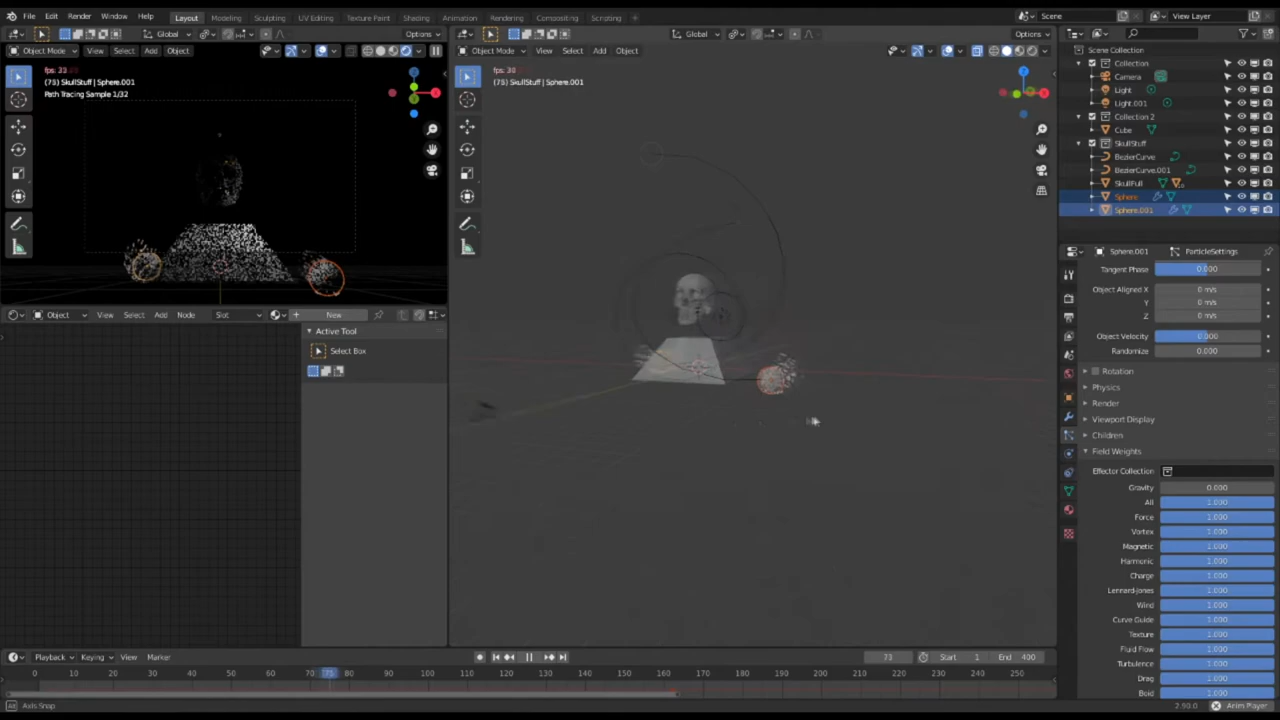 File Edit Render Window Help Layout Modeling Sculpting UV Editing Texture Paint Shading Animation Rendering Compositing Scripting + Scene View Layer
Global Options
Object Mode View Select Add Object
fps: 33
(75) SkullStuff | Sphere.001
Path Tracing Sample 1/32
Object View Select Add Node Slot New
Active Tool
Select Box
Global Options
Object Mode View Select Add Object
fps: 30
(75) SkullStuff | Sphere.001
Scene Collection
Collection
Camera
Light
Light.001
Collection 2
Cube
SkullStuff
BezierCurve
BezierCurve.001
SkullFull
Sphere
Sphere.001
Sphere.001 ParticleSettings
Tangent Phase 0.000
Object Aligned X 0 m/s
Y 0 m/s
Z 0 m/s
Object Velocity 0.000
Randomize 0.000
Rotation
Physics
Render
Viewport Display
Children
Field Weights
Effector Collection
Gravity 0.000
All 1.000
Force 1.000
Vortex 1.000
Magnetic 1.000
Harmonic 1.000
Charge 1.000
Lennard-Jones 1.000
Wind 1.000
Curve Guide 1.000
Texture 1.000
Fluid Flow 1.000
Turbulence 1.000
Drag 1.000
Boid 1.000
Playback Keying View Marker 73 Start 1 End 400
0 10 20 30 40 50 60 70 75 80 90 100 110 120 130 140 150 160 170 180 190 200 210 220 230 240 250
Axis Snap 2.90.0 Anim Player